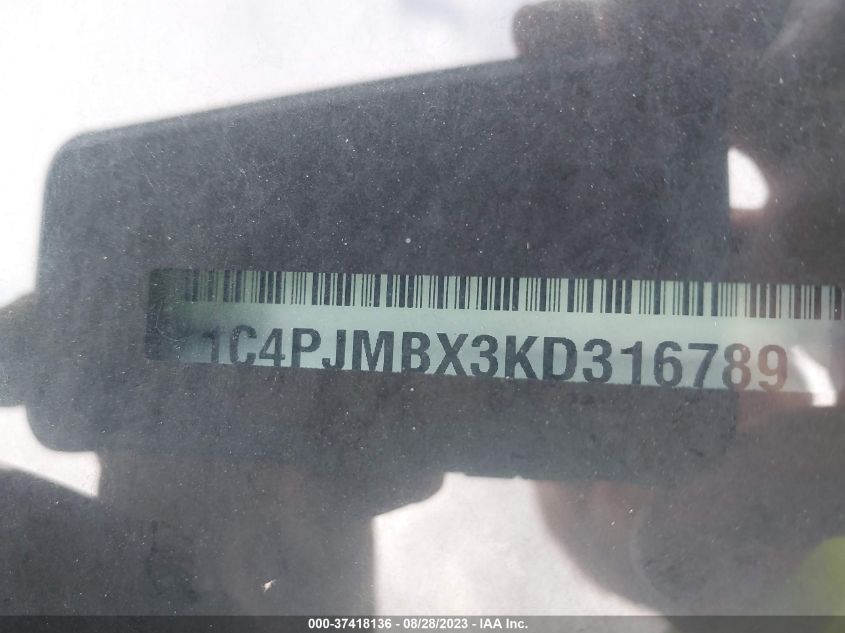 1C4PJMBX3KD316789
000-37418136 - 08/28/2023 - IAA Inc.